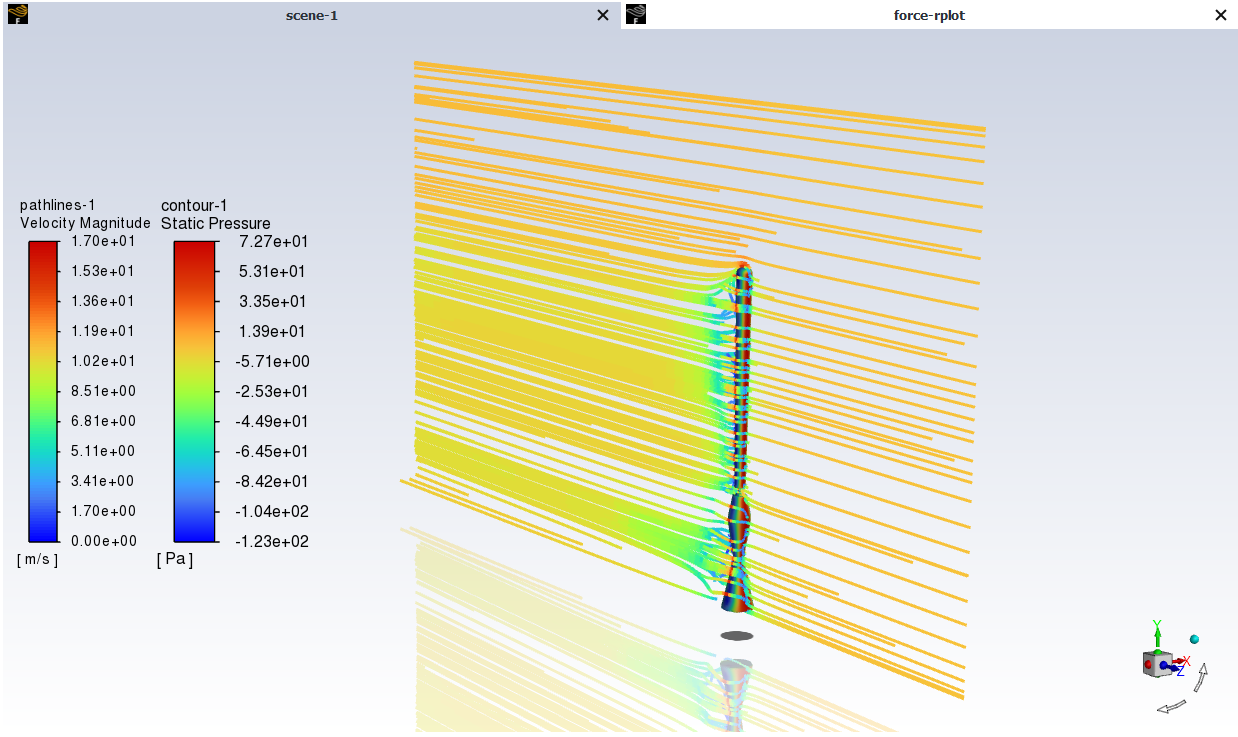 scene-1
force-rplot
pathlines-1
Velocity Magnitude
1.70e+01
1.53e+01
1.36e+01
1.19e+01
1.02e+01
8.51e+00
6.81e+00
5.11e+00
3.41e+00
1.70e+00
0.00e+00
[ m/s ]
contour-1
Static Pressure
7.27e+01
5.31e+01
3.35e+01
1.39e+01
-5.71e+00
-2.53e+01
-4.49e+01
-6.45e+01
-8.42e+01
-1.04e+02
-1.23e+02
[ Pa ]
Y
X
Z